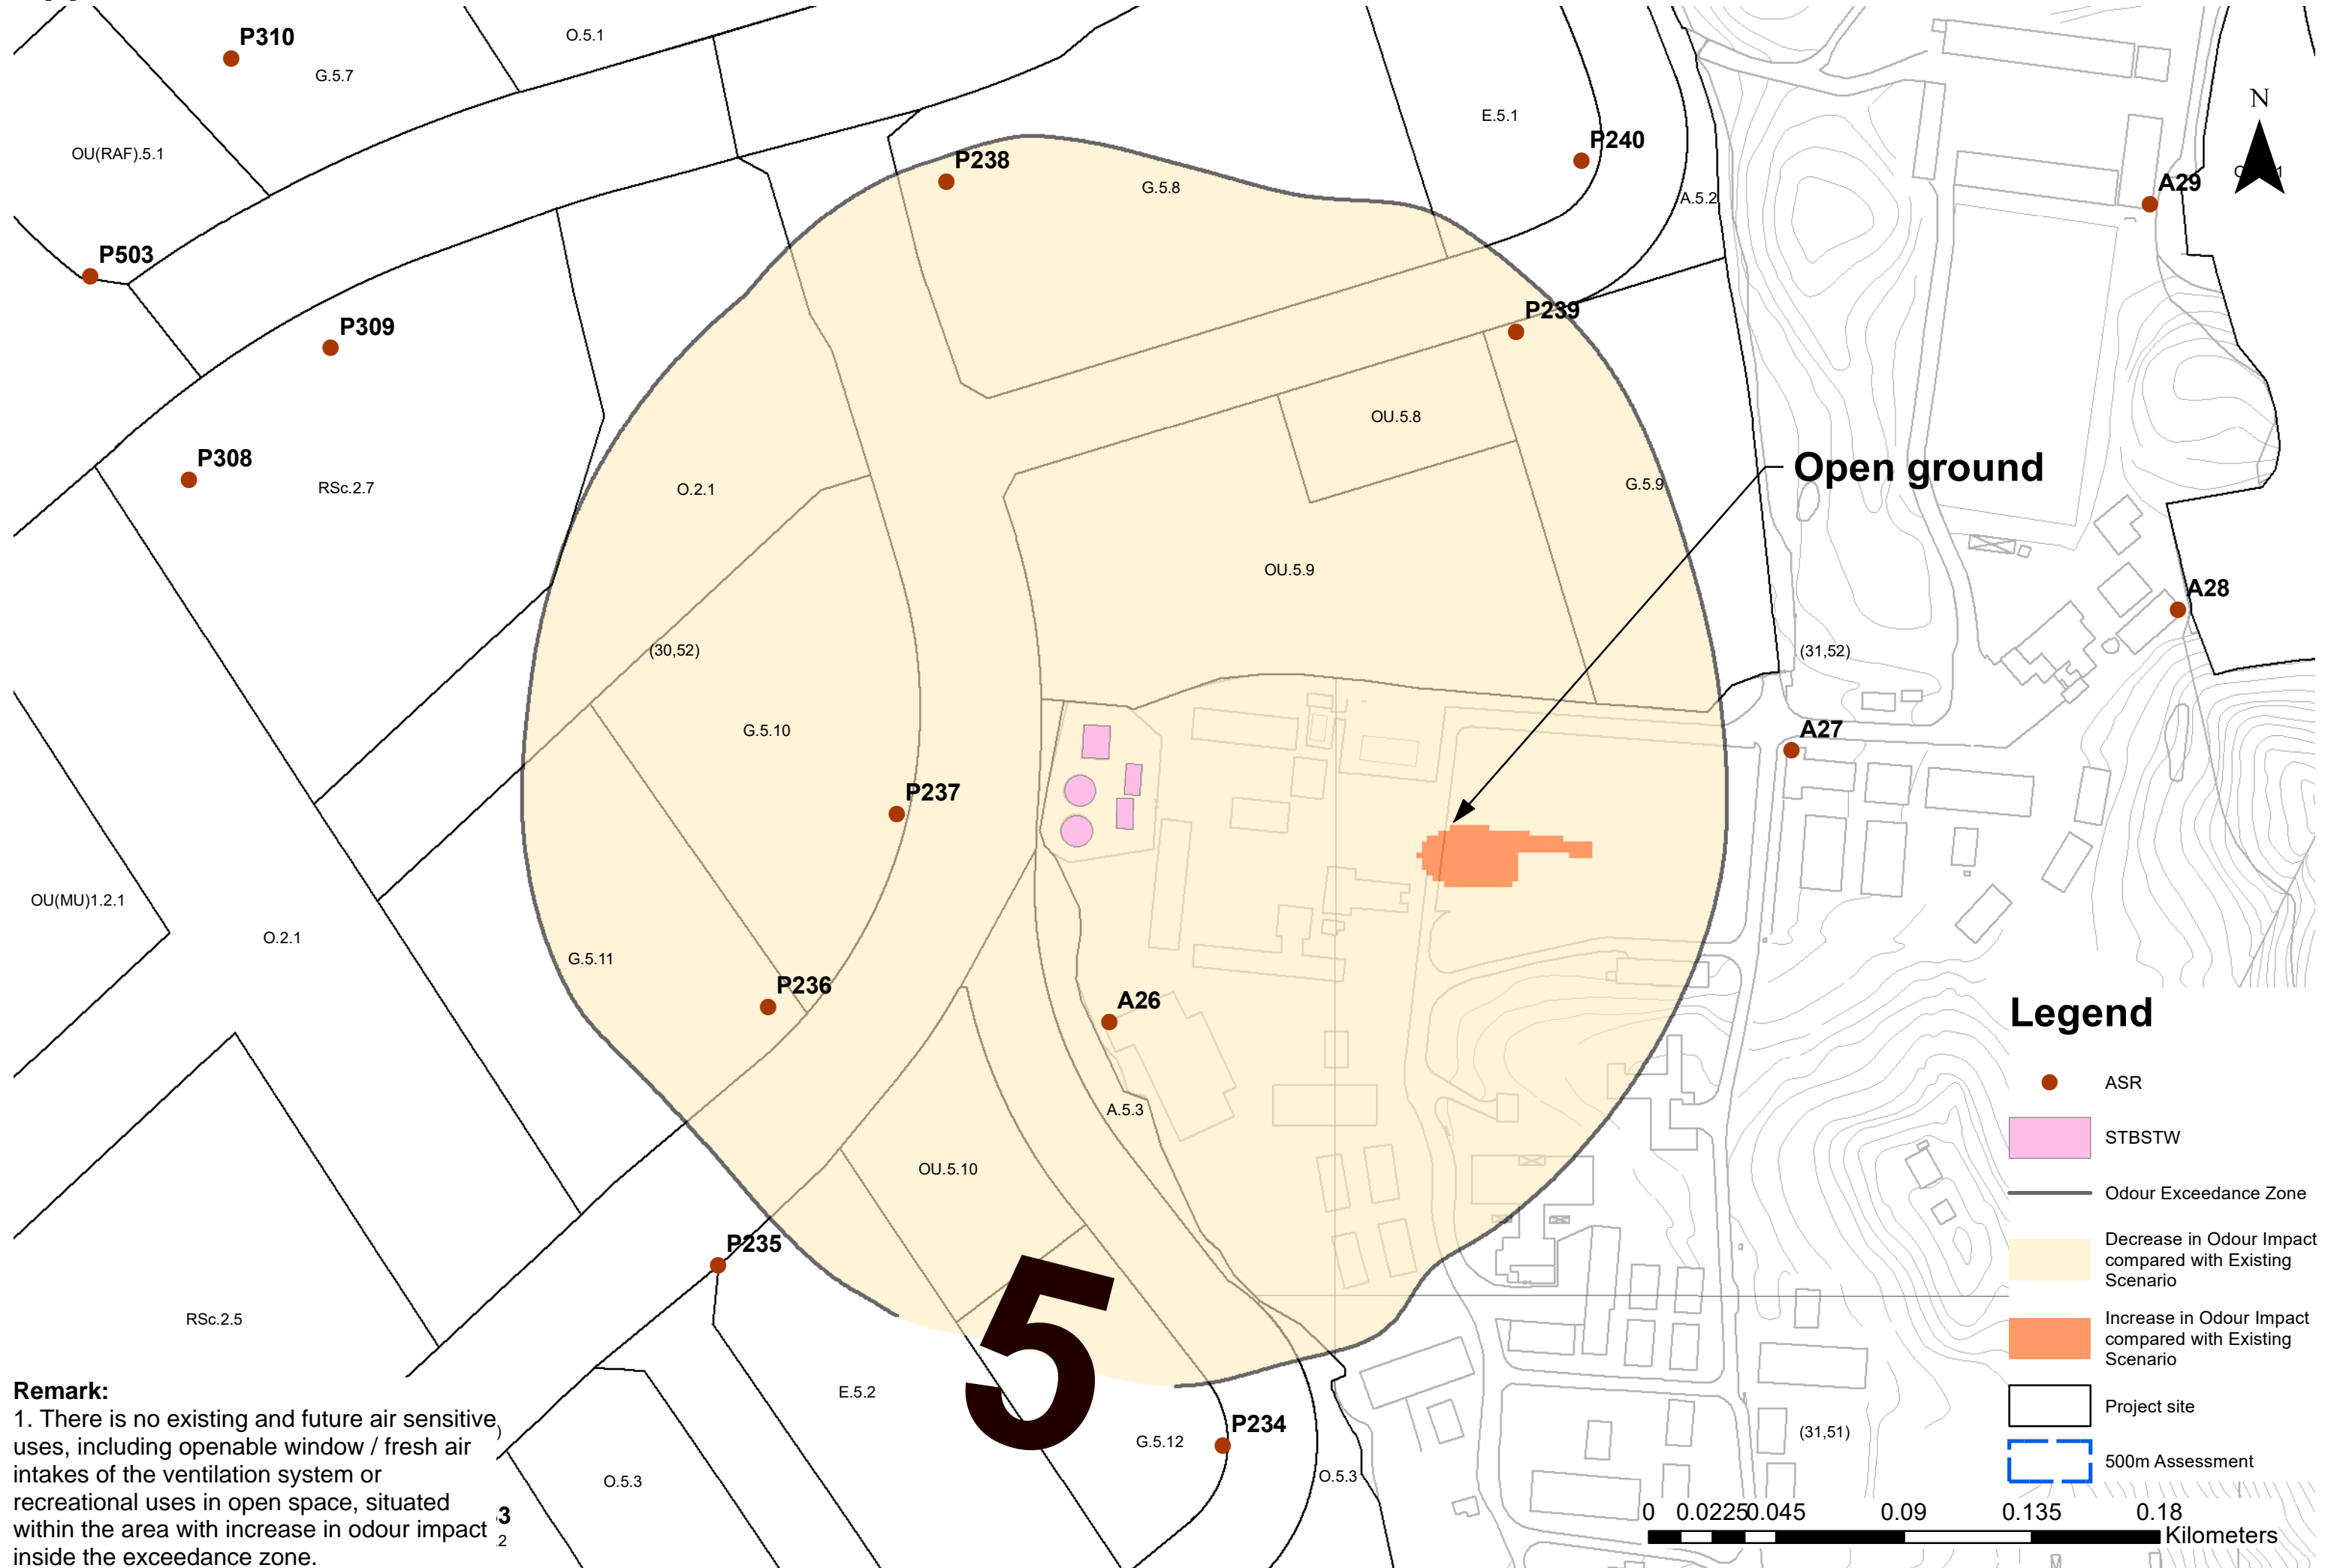 P310
O.5.1
G.5.7
N
E.5.1
P240
OU(RAF).5.1
P238
G.5.8
A.5.2
A29
P503
P309
P239
OU.5.8
P308
RSc.2.7
O.2.1
G.5.9
Open ground
OU.5.9
A28
(30,52)
(31,52)
G.5.10
A27
P237
OU(MU)1.2.1
O.2.1
G.5.11
P236
A26
A.5.3
OU.5.10
P235
RSc.2.5
5
E.5.2
P234
G.5.12
O.5.3
O.5.3
(31,51)
Legend
ASR
STBSTW
Odour Exceedance Zone
Decrease in Odour Impact
compared with Existing
Scenario
Increase in Odour Impact
compared with Existing
Scenario
Project site
500m Assessment
0 0.0225 0.045 0.09 0.135 0.18
Kilometers
Remark:
1. There is no existing and future air sensitive
uses, including openable window / fresh air
intakes of the ventilation system or
recreational uses in open space, situated
within the area with increase in odour impact
inside the exceedance zone.